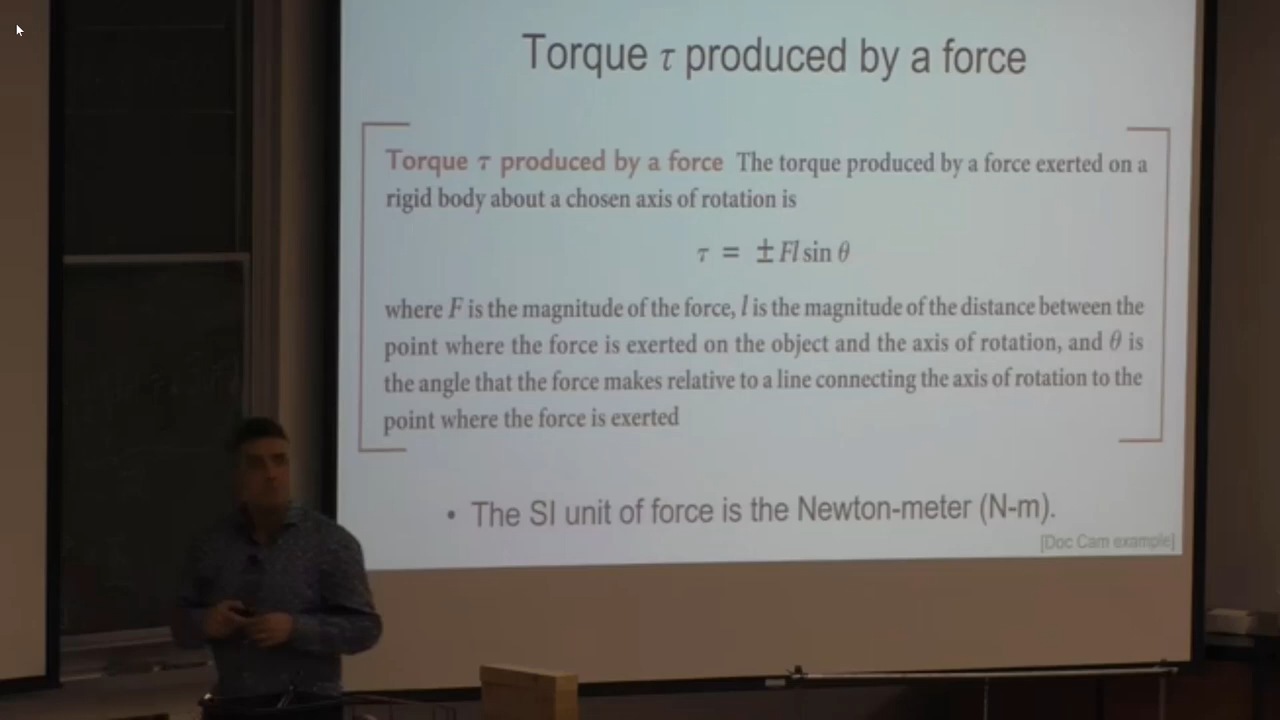 Torque τ produced by a force
Torque τ produced by a force The torque produced by a force exerted on a
rigid body about a chosen axis of rotation is
τ = ±Fl sin θ
where F is the magnitude of the force, l is the magnitude of the distance between the
point where the force is exerted on the object and the axis of rotation, and θ is
the angle that the force makes relative to a line connecting the axis of rotation to the
point where the force is exerted
• The SI unit of force is the Newton-meter (N-m).
[Doc Cam example]